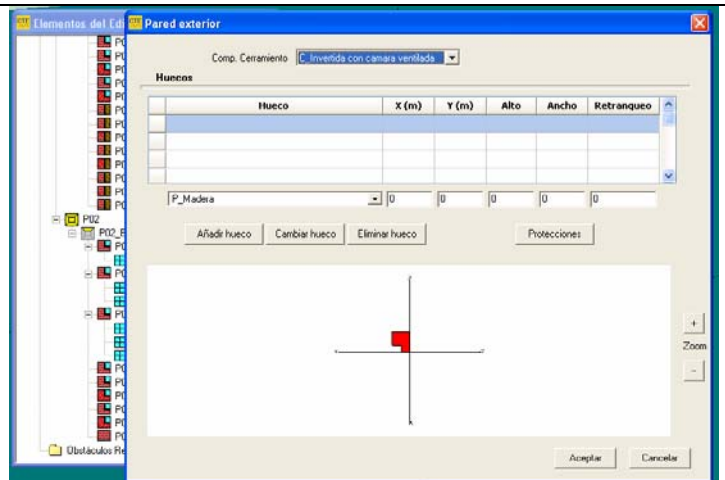 Elementos del Edi
Pared exterior
Comp. Cerramiento C_Invertida con camara ventilada
Huecos
Hueco X (m) Y (m) Alto Ancho Retranqueo
P_Madera 0 0 0 0 0
Añadir hueco Cambiar hueco Eliminar hueco Protecciones
P02
Zoom
+
-
Aceptar Cancelar
Obstáculos Re